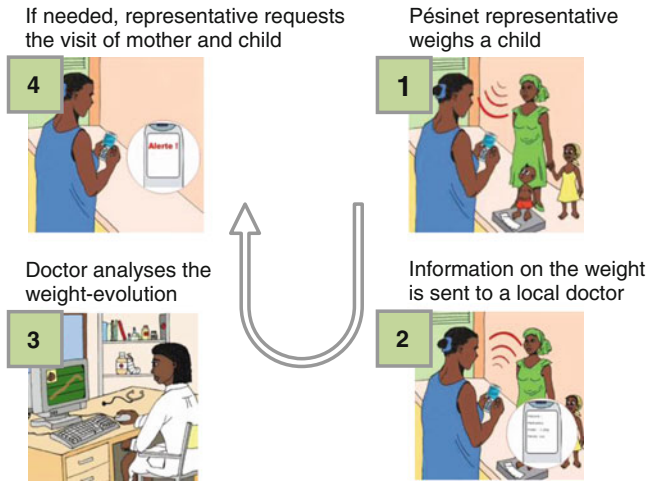 If needed, representative requests
the visit of mother and child
4
Alerte !
Pésinet representative
weighs a child
1
Doctor analyses the
weight-evolution
3
Information on the weight
is sent to a local doctor
2